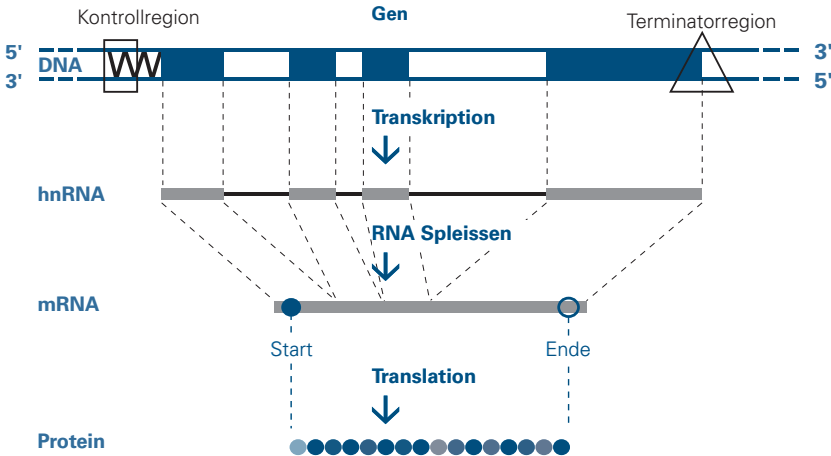 Kontrollregion
Gen
Terminatorregion
5' 3'
DNA
3' 5'
Transkription
hnRNA
RNA Spleissen
mRNA
Start Ende
Translation
Protein